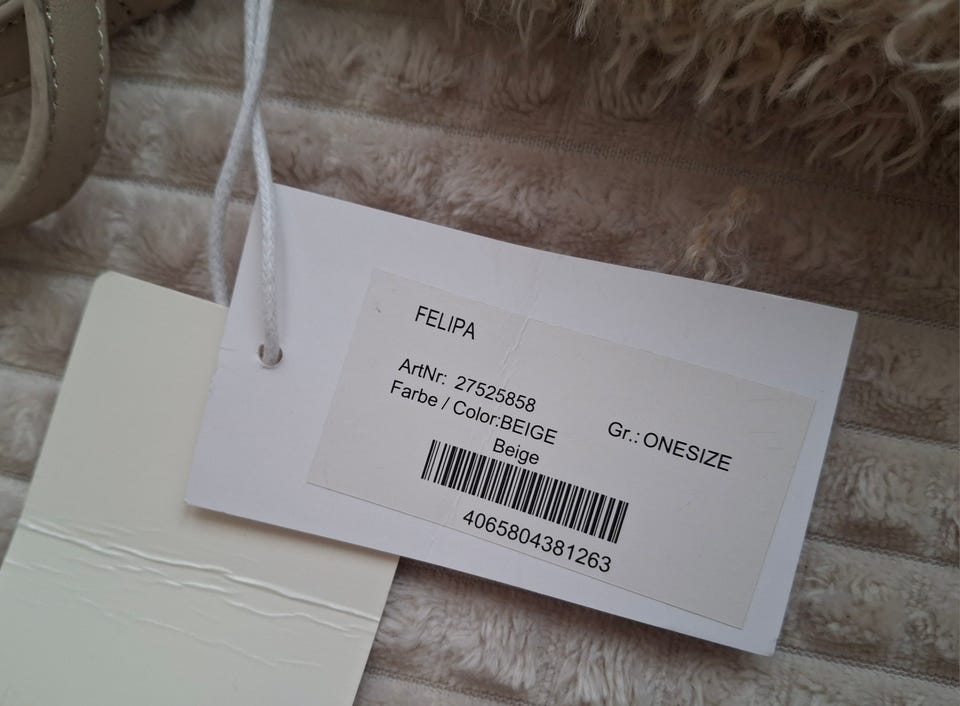 FELIPA
ArtNr: 27525858
Farbe / Color:BEIGE Gr.: ONESIZE
Beige
4065804381263